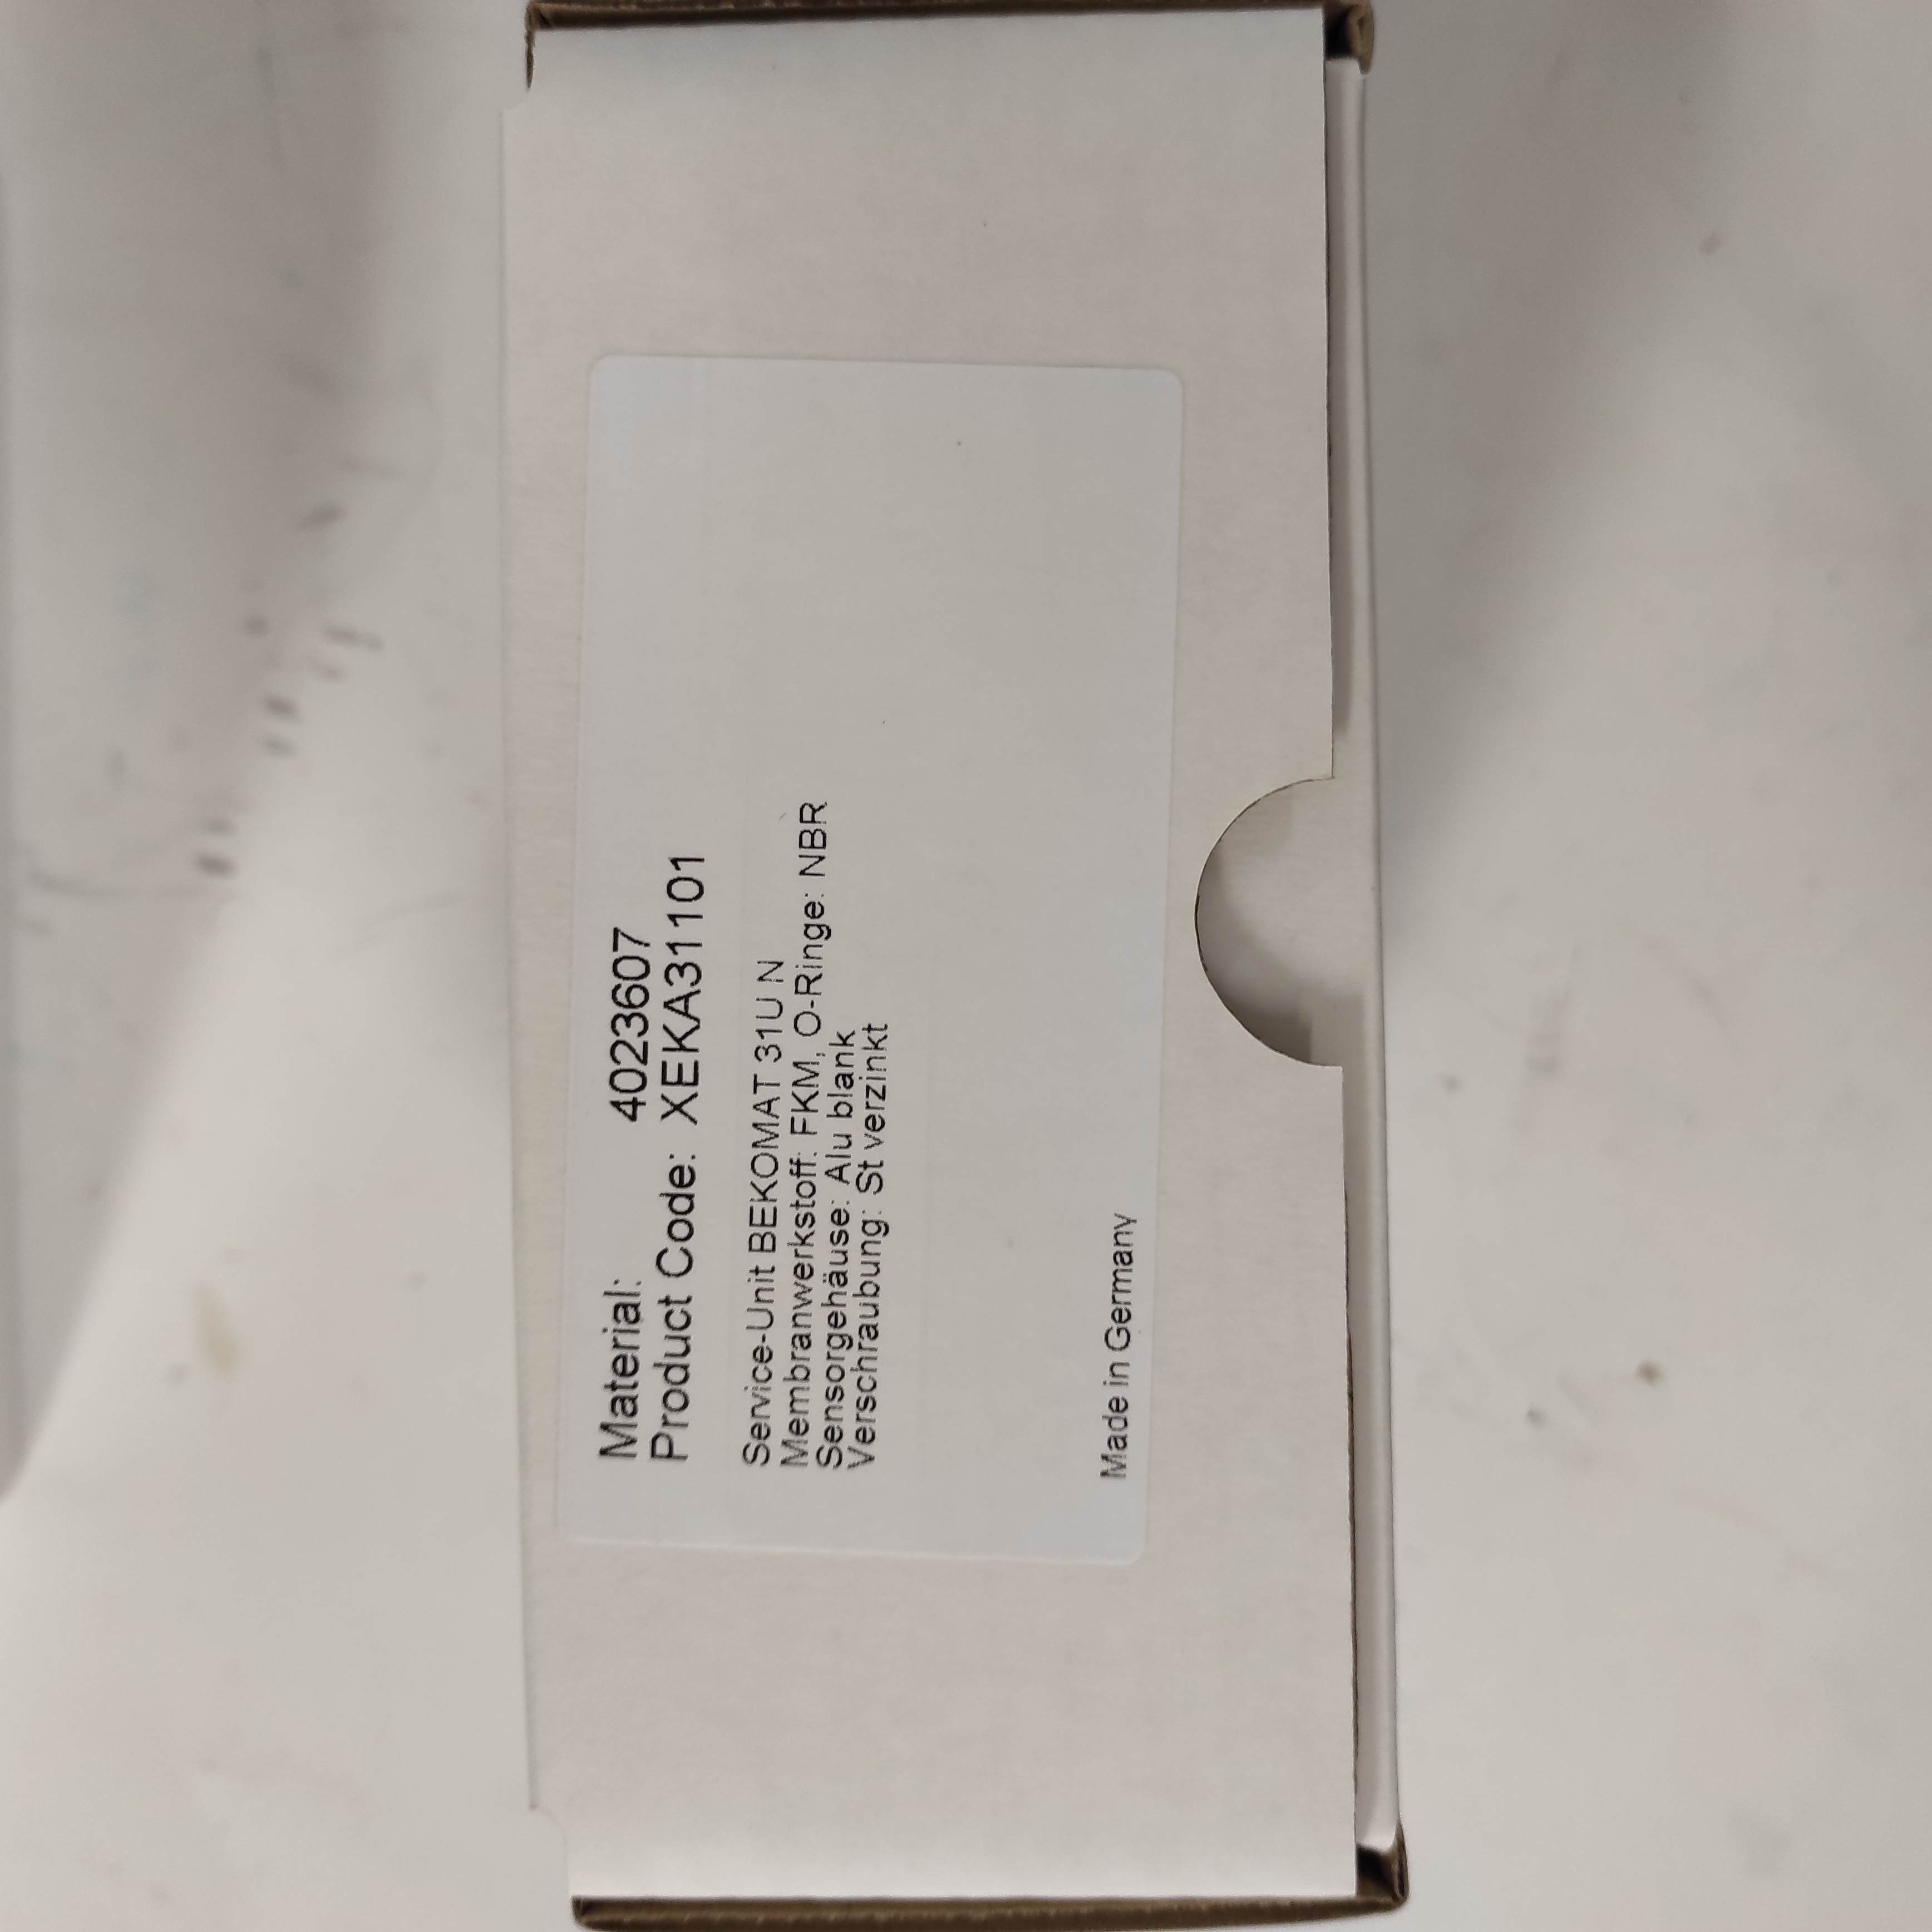 Material: 4023607
Product Code: XEKA31101
Service-Unit BEKOMAT 31U N
Membranwerkstoff: FKM, O-Ringe: NBR
Sensorgehäuse: Alu blank
Verschraubung: St verzinkt
Made in Germany